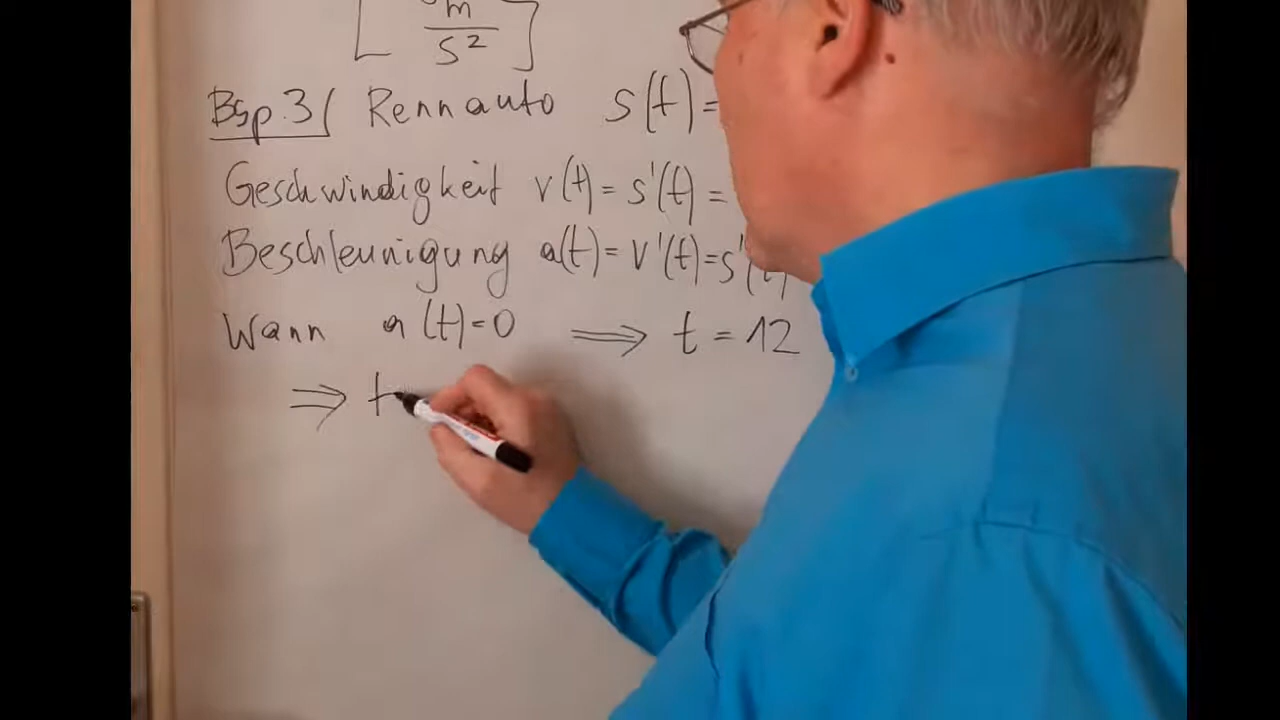 [ m/s² ]
Bsp. 3/ Rennauto s(t) =
Geschwindigkeit v(t) = s'(t) =
Beschleunigung a(t) = v'(t) = s''(t)
Wann a(t) = 0 ⟹ t = 12
⟹ t